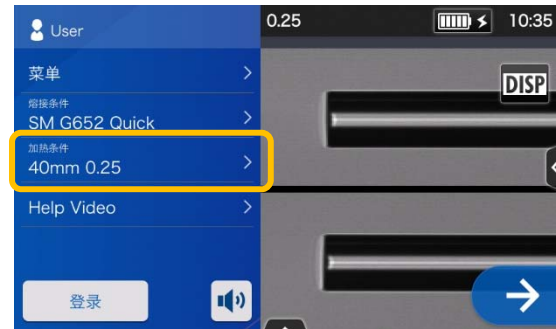 User
0.25
10:35
菜单
DISP
熔接条件
SM G652 Quick
加热条件
40mm 0.25
Help Video
登录